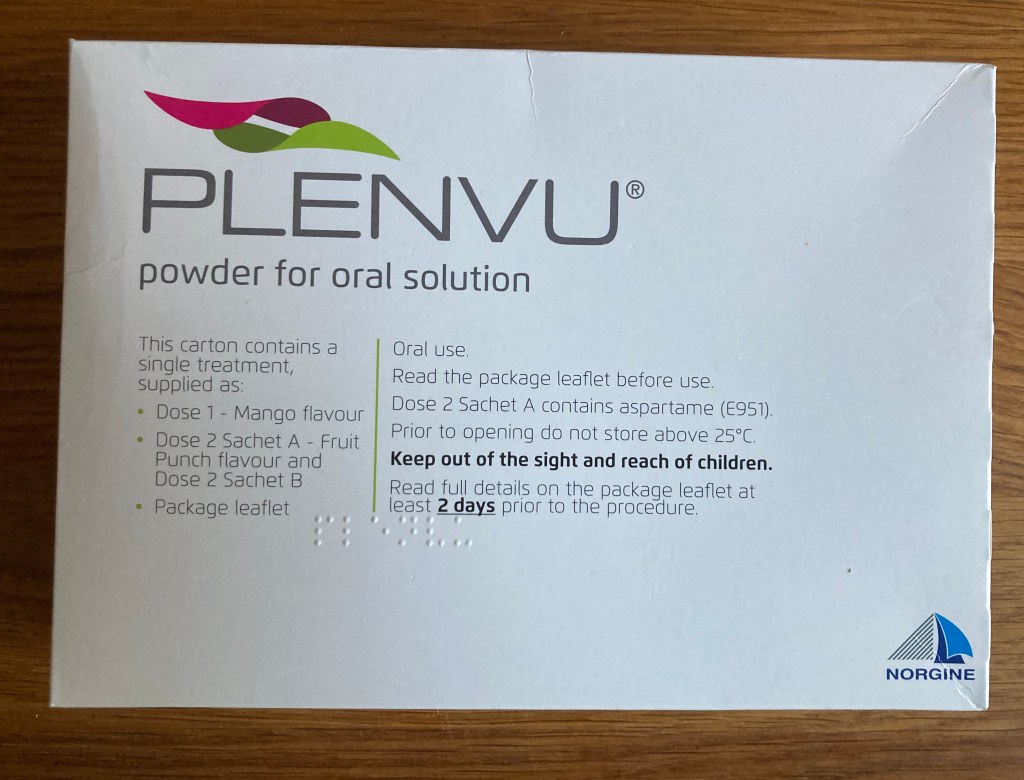 PLENVU®
powder for oral solution
This carton contains a
single treatment,
supplied as:
• Dose 1 - Mango flavour
• Dose 2 Sachet A - Fruit
Punch flavour and
Dose 2 Sachet B
• Package leaflet
Oral use.
Read the package leaflet before use.
Dose 2 Sachet A contains aspartame (E951).
Prior to opening do not store above 25°C.
Keep out of the sight and reach of children.
Read full details on the package leaflet at
least 2 days prior to the procedure.
NORGINE